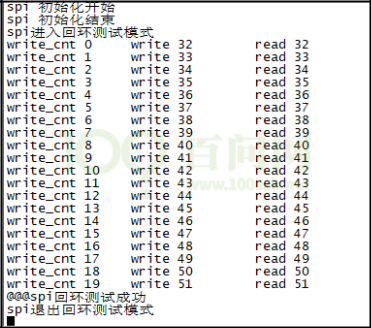 spi 初始化开始
spi 初始化结束
spi进入回环测试模式
write_cnt 0 write 32 read 32
write_cnt 1 write 33 read 33
write_cnt 2 write 34 read 34
write_cnt 3 write 35 read 35
write_cnt 4 write 36 read 36
write_cnt 5 write 37 read 37
write_cnt 6 write 38 read 38
write_cnt 7 write 39 read 39
write_cnt 8 write 40 read 40
write_cnt 9 write 41 read 41
write_cnt 10 write 42 read 42
write_cnt 11 write 43 read 43
write_cnt 12 write 44 read 44
write_cnt 13 write 45 read 45
write_cnt 14 write 46 read 46
write_cnt 15 write 47 read 47
write_cnt 16 write 48 read 48
write_cnt 17 write 49 read 49
write_cnt 18 write 50 read 50
write_cnt 19 write 51 read 51
@@@spi回环测试成功
spi退出回环测试模式
百问网